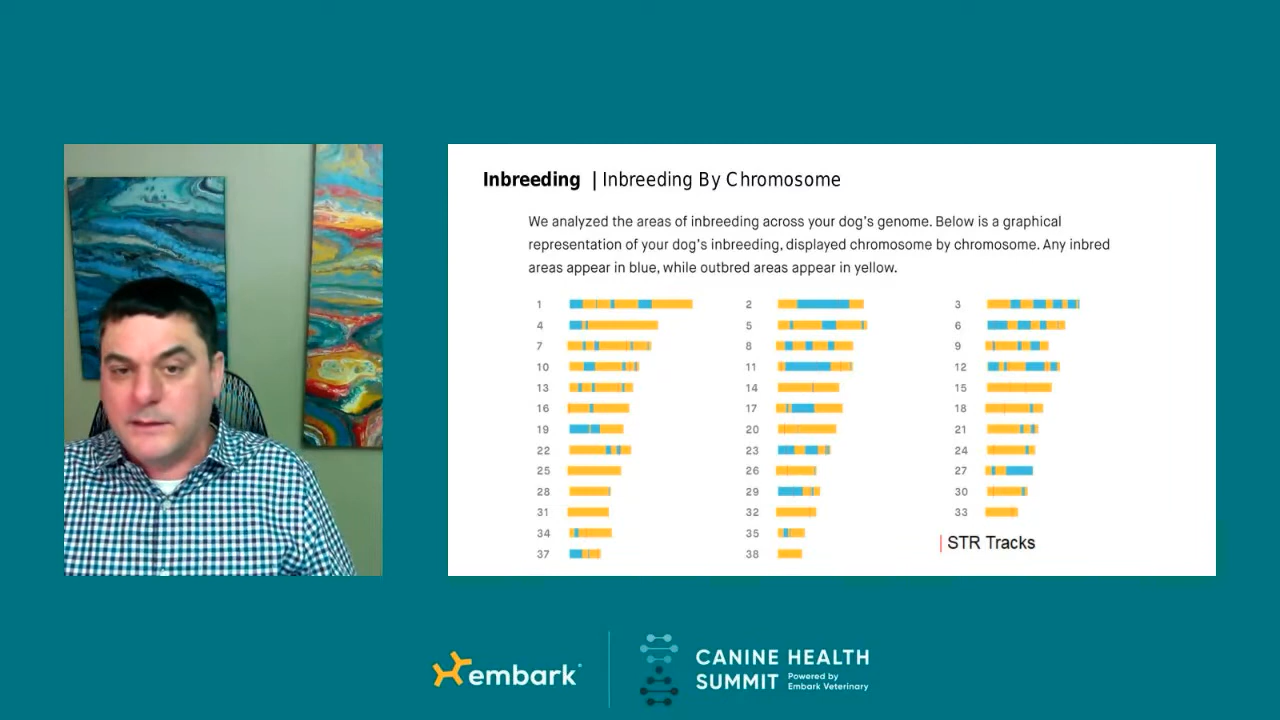 Inbreeding | Inbreeding By Chromosome
We analyzed the areas of inbreeding across your dog's genome. Below is a graphical
representation of your dog's inbreeding, displayed chromosome by chromosome. Any inbred
areas appear in blue, while outbred areas appear in yellow.
1 2 3
4 5 6
7 8 9
10 11 12
13 14 15
16 17 18
19 20 21
22 23 24
25 26 27
28 29 30
31 32 33
34 35
| STR Tracks
37 38
embark
CANINE HEALTH
SUMMIT Powered by
Embark Veterinary